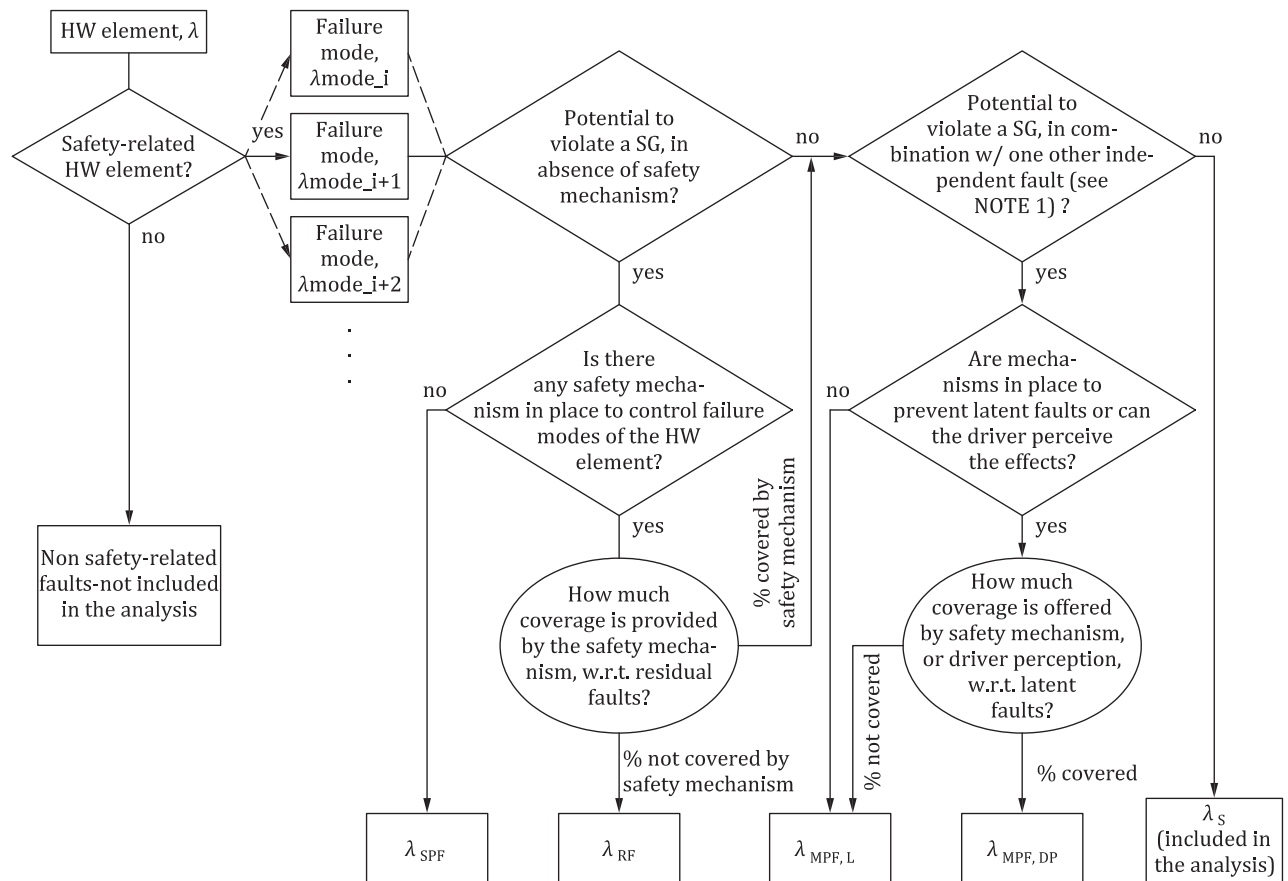 HW element, λ
Safety-related
HW element?
yes
no
Non safety-related
faults-not included
in the analysis
Failure
mode,
λmode_i
Failure
mode,
λmode_i+1
Failure
mode,
λmode_i+2
.
.
.
Potential to
violate a SG, in
absence of safety
mechanism?
no
yes
Is there
any safety mecha-
nism in place to control failure
modes of the HW
element?
no
yes
How much
coverage is provided
by the safety mecha-
nism, w.r.t. residual
faults?
% covered by
safety mechanism
% not covered by
safety mechanism
Potential to
violate a SG, in com-
bination w/ one other inde-
pendent fault (see
NOTE 1) ?
no
yes
Are mecha-
nisms in place to
prevent latent faults or can
the driver perceive
the effects?
no
yes
How much
coverage is offered
by safety mechanism,
or driver perception,
w.r.t. latent
faults?
% not covered
% covered
λ SPF
λ RF
λ MPF, L
λ MPF, DP
λ S
(included in
the analysis)